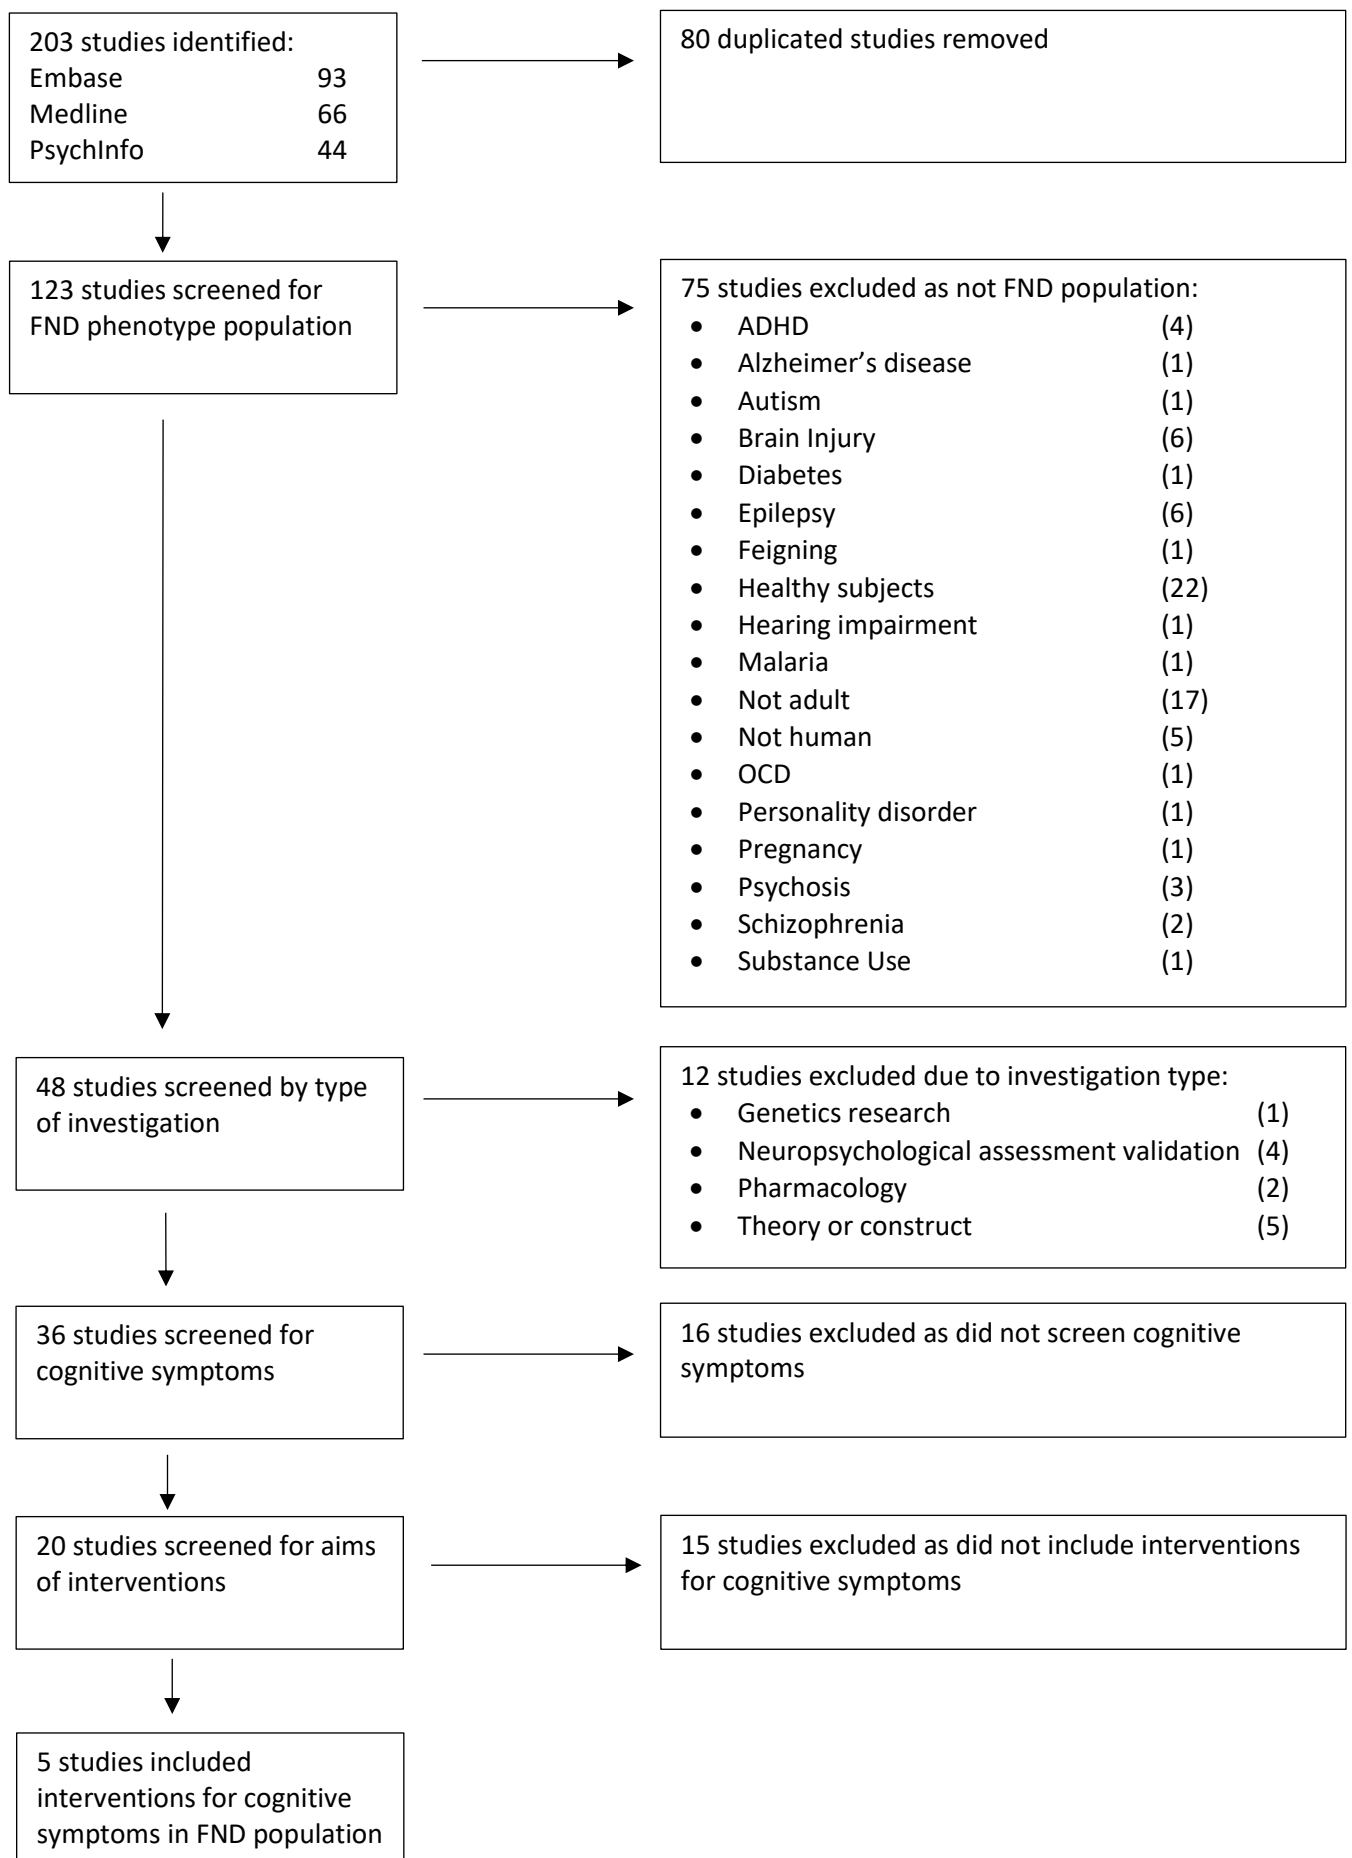 203 studies identified:
Embase 93
Medline 66
PsychInfo 44
80 duplicated studies removed
123 studies screened for
FND phenotype population
75 studies excluded as not FND population:
• ADHD (4)
• Alzheimer’s disease (1)
• Autism (1)
• Brain Injury (6)
• Diabetes (1)
• Epilepsy (6)
• Feigning (1)
• Healthy subjects (22)
• Hearing impairment (1)
• Malaria (1)
• Not adult (17)
• Not human (5)
• OCD (1)
• Personality disorder (1)
• Pregnancy (1)
• Psychosis (3)
• Schizophrenia (2)
• Substance Use (1)
48 studies screened by type
of investigation
12 studies excluded due to investigation type:
• Genetics research (1)
• Neuropsychological assessment validation (4)
• Pharmacology (2)
• Theory or construct (5)
36 studies screened for
cognitive symptoms
16 studies excluded as did not screen cognitive
symptoms
20 studies screened for aims
of interventions
15 studies excluded as did not include interventions
for cognitive symptoms
5 studies included
interventions for cognitive
symptoms in FND population